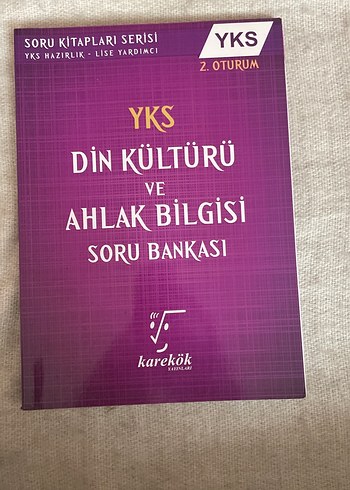 SORU KİTAPLARI SERİSİ
YKS HAZIRLIK - LİSE YARDIMCI
YKS
2. OTURUM
YKS
DİN KÜLTÜRÜ
VE
AHLAK BİLGİSİ
SORU BANKASI
karekök
YAYINLARI